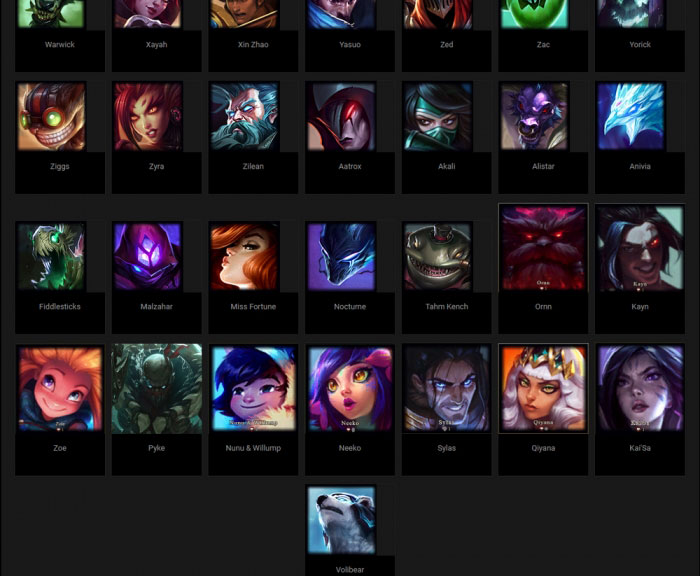 Warwick
Xayah
Xin Zhao
Yasuo
Zed
Zac
Yorick
Ziggs
Zyra
Zilean
Aatrox
Akali
Alistar
Anivia
Ornn
Kayn
Fiddlesticks
Malzahar
Miss Fortune
Nocturne
Tahm Kench
Ornn
Kayn
Zoe
Nunu & Willump
Neeko
Sylas
Qiyana
Kai'Sa
Zoe
Pyke
Nunu & Willump
Neeko
Sylas
Qiyana
Kai'Sa
Volibear